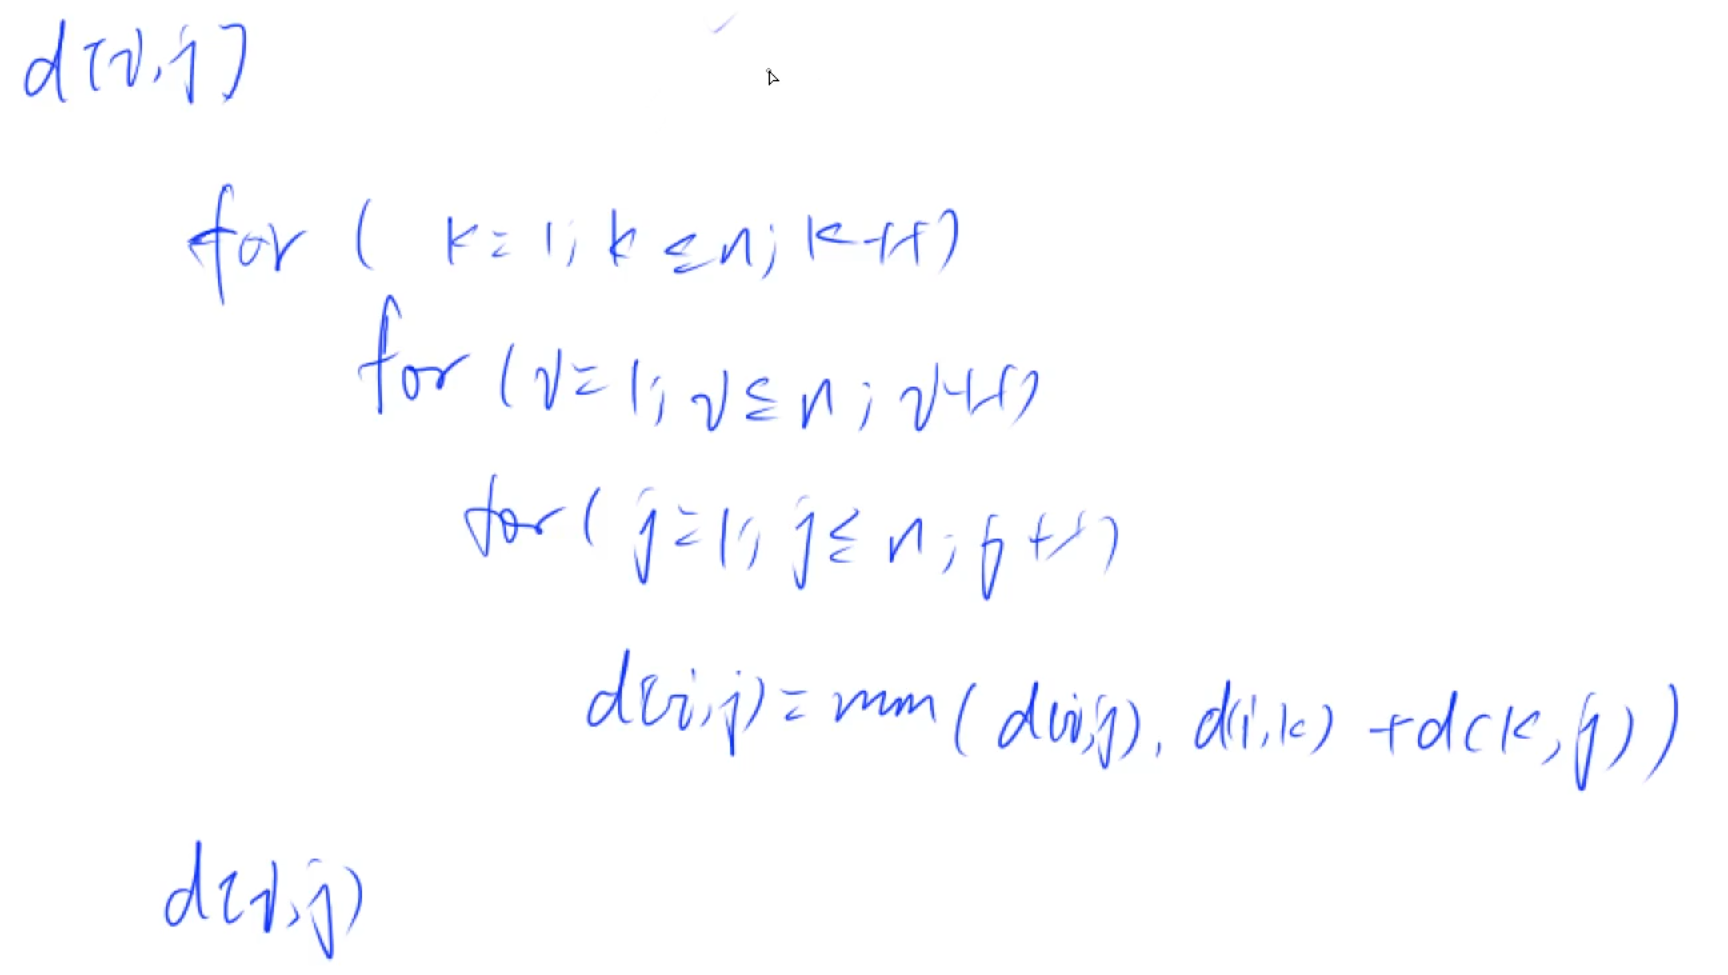 d[i,j]
for ( k=1; k≤n; k++)
for (i=1; i≤n; i++)
for( j=1; j≤n; j++)
d[i,j)=min( d(i,j), d(i,k) +d(k,j))
d[i,j)